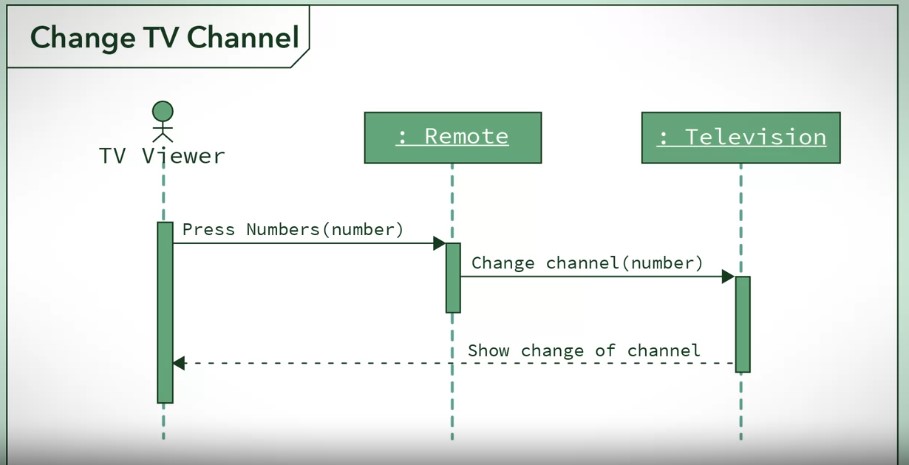 Change TV Channel
TV Viewer
: Remote
: Television
Press Numbers(number)
Change channel(number)
Show change of channel